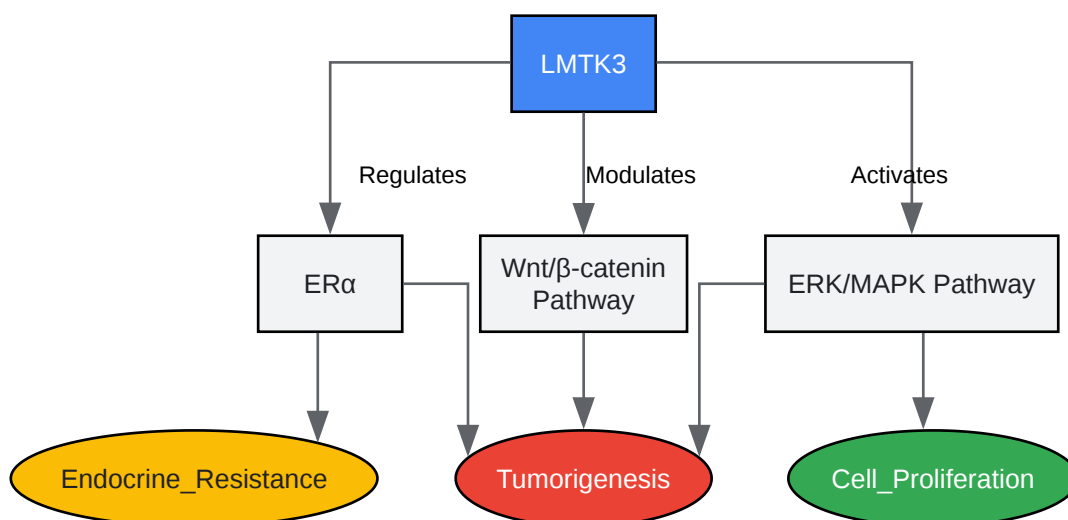 LMTK3
Regulates
Modulates
Activates
ERα
Wnt/β-catenin
Pathway
ERK/MAPK Pathway
Endocrine_Resistance
Tumorigenesis
Cell_Proliferation